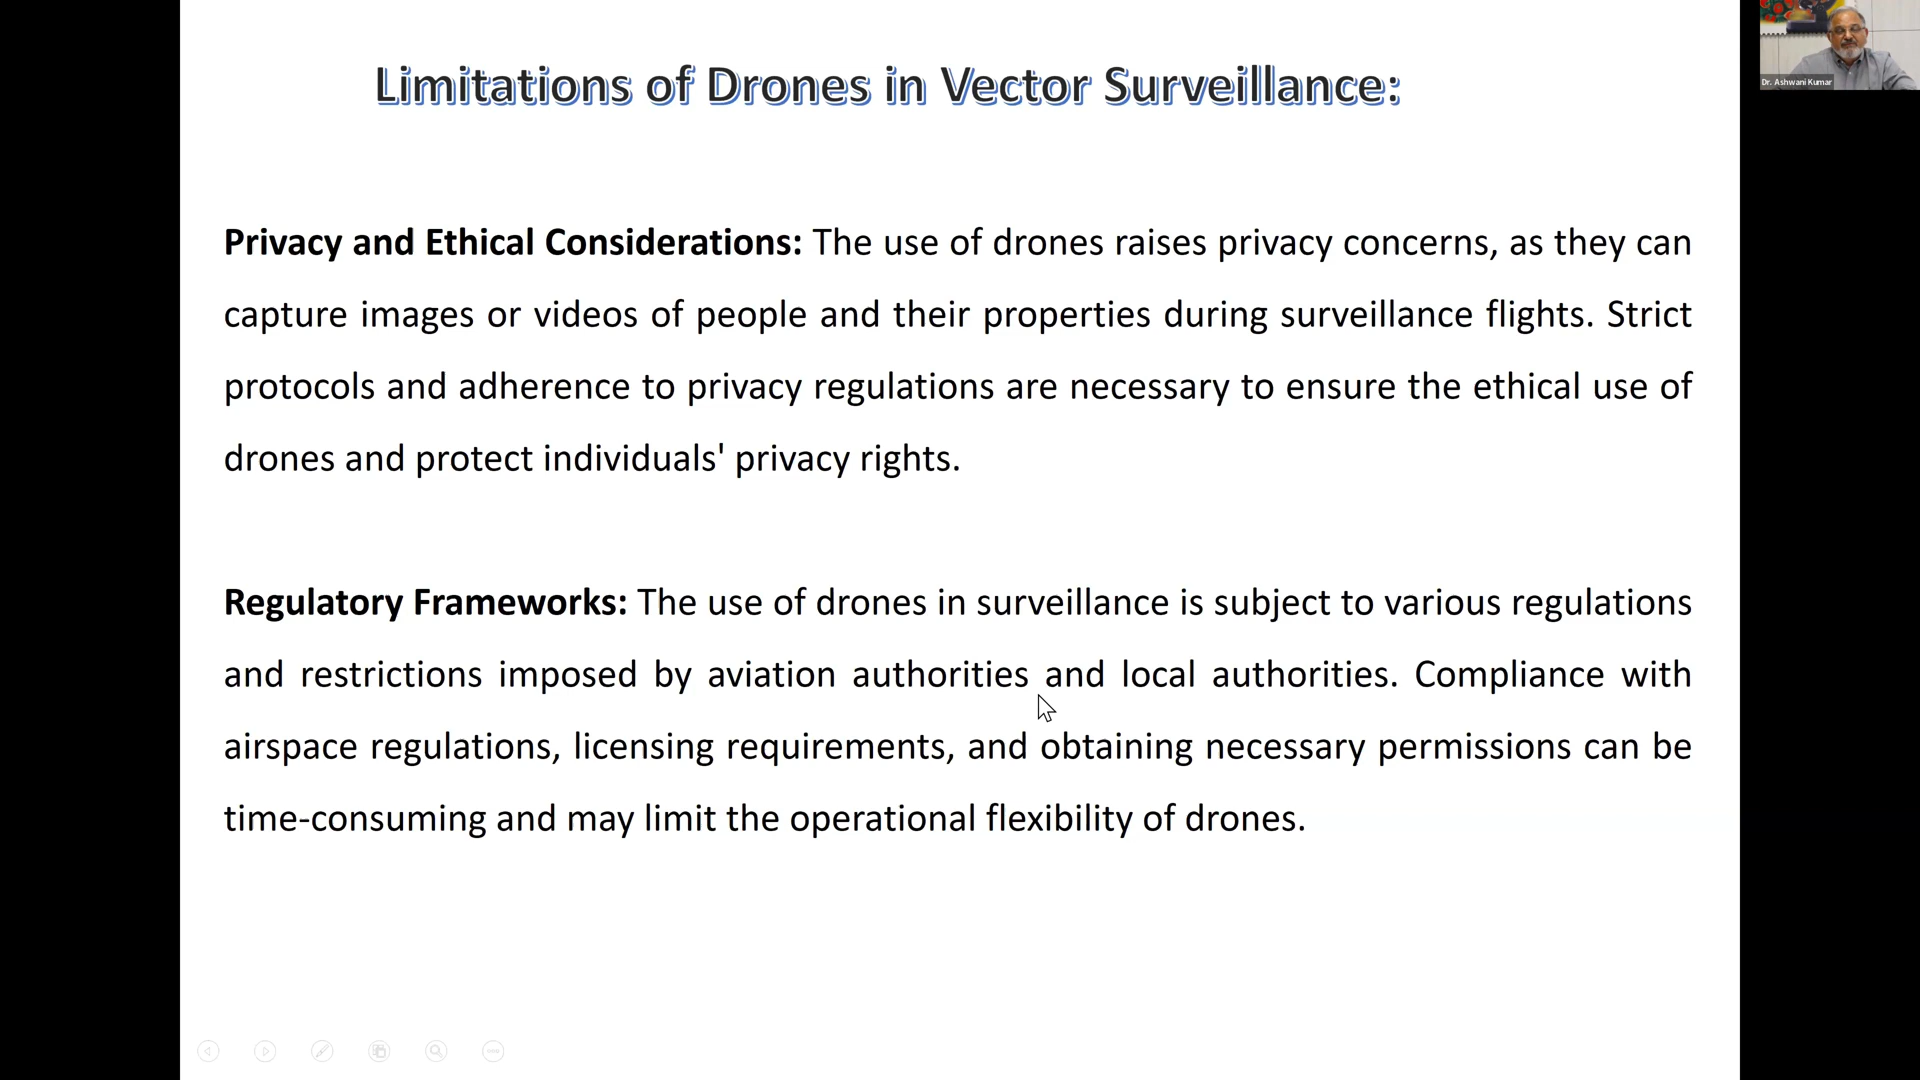 Limitations of Drones in Vector Surveillance:
Dr. Ashwani Kumar
Privacy and Ethical Considerations: The use of drones raises privacy concerns, as they can
capture images or videos of people and their properties during surveillance flights. Strict
protocols and adherence to privacy regulations are necessary to ensure the ethical use of
drones and protect individuals' privacy rights.
Regulatory Frameworks: The use of drones in surveillance is subject to various regulations
and restrictions imposed by aviation authorities and local authorities. Compliance with
airspace regulations, licensing requirements, and obtaining necessary permissions can be
time-consuming and may limit the operational flexibility of drones.